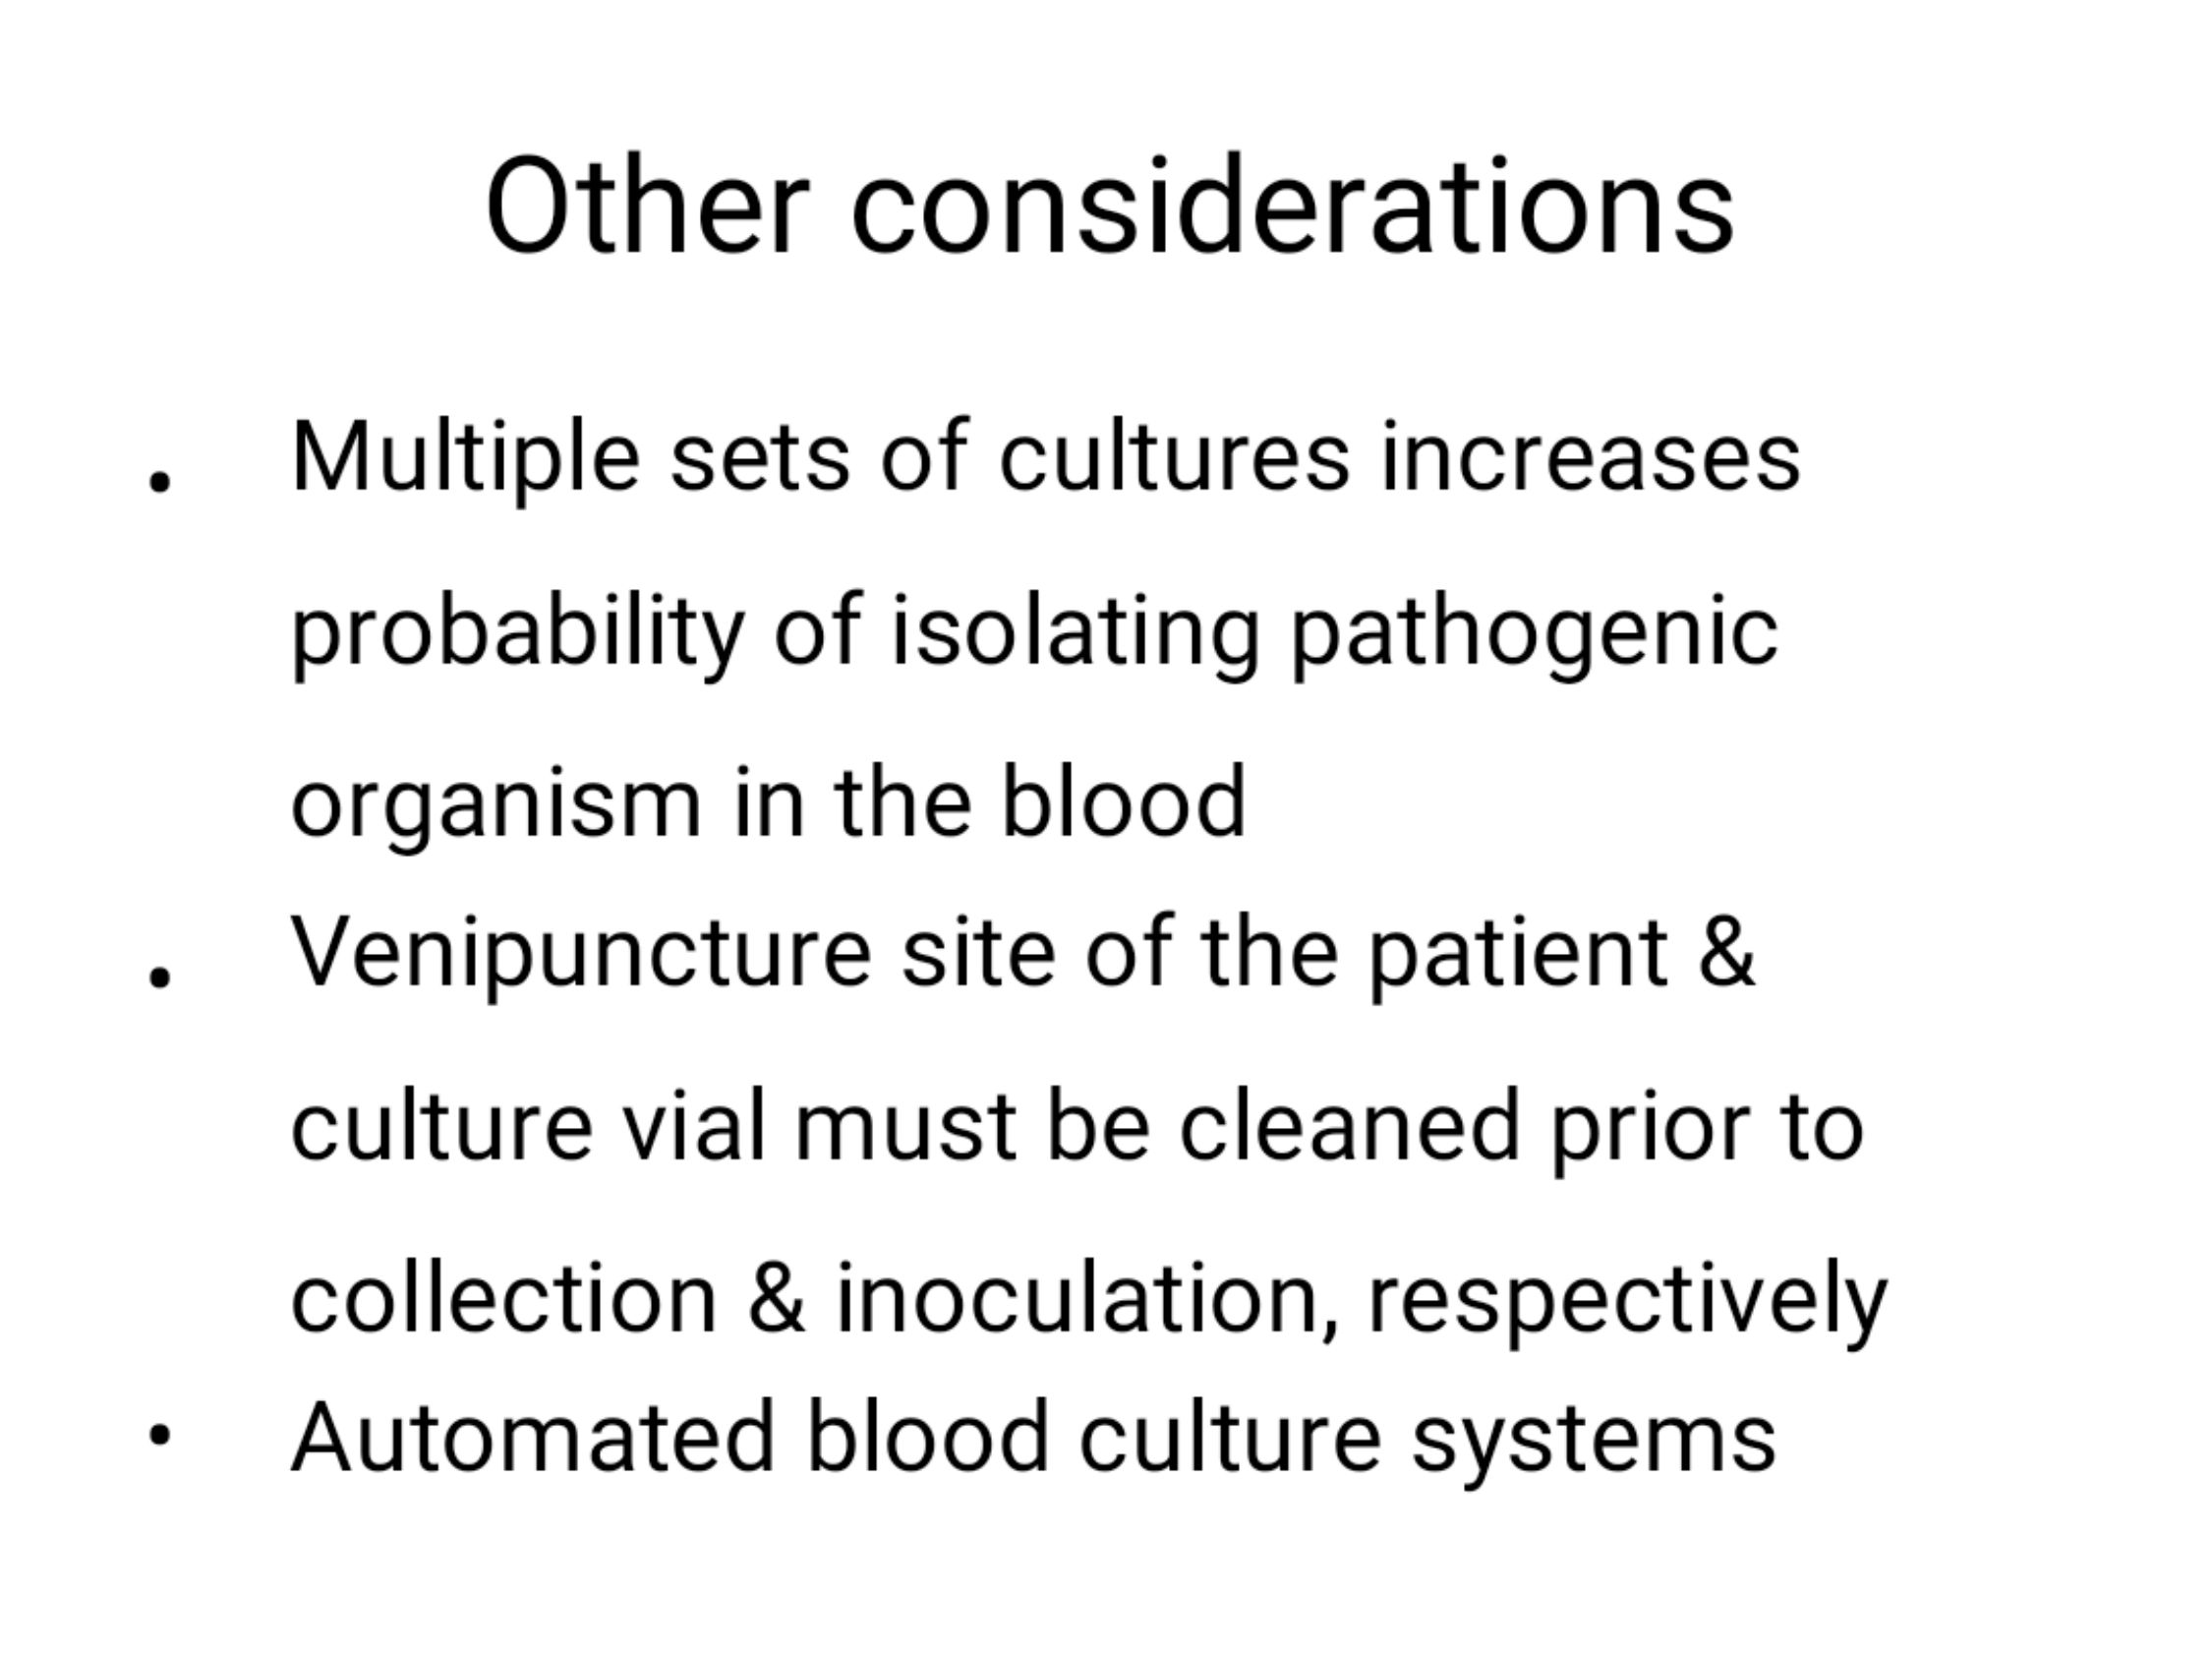 Other considerations
• Multiple sets of cultures increases
probability of isolating pathogenic
organism in the blood
• Venipuncture site of the patient &
culture vial must be cleaned prior to
collection & inoculation, respectively
• Automated blood culture systems